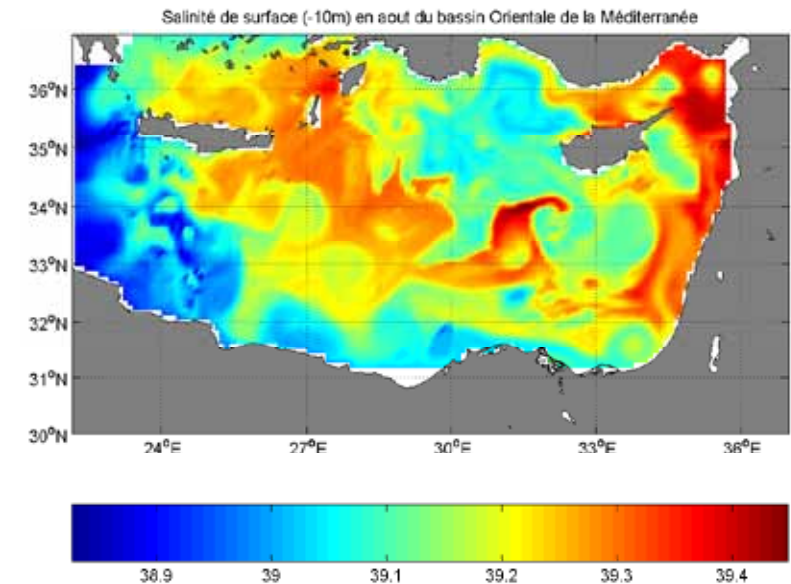 Salinité de surface (-10m) en aout du bassin Orientale de la Méditerranée
36°N
35°N
34°N
33°N
32°N
31°N
30°N
24°E 27°E 30°E 33°E 36°E
38.9 39 39.1 39.2 39.3 39.4